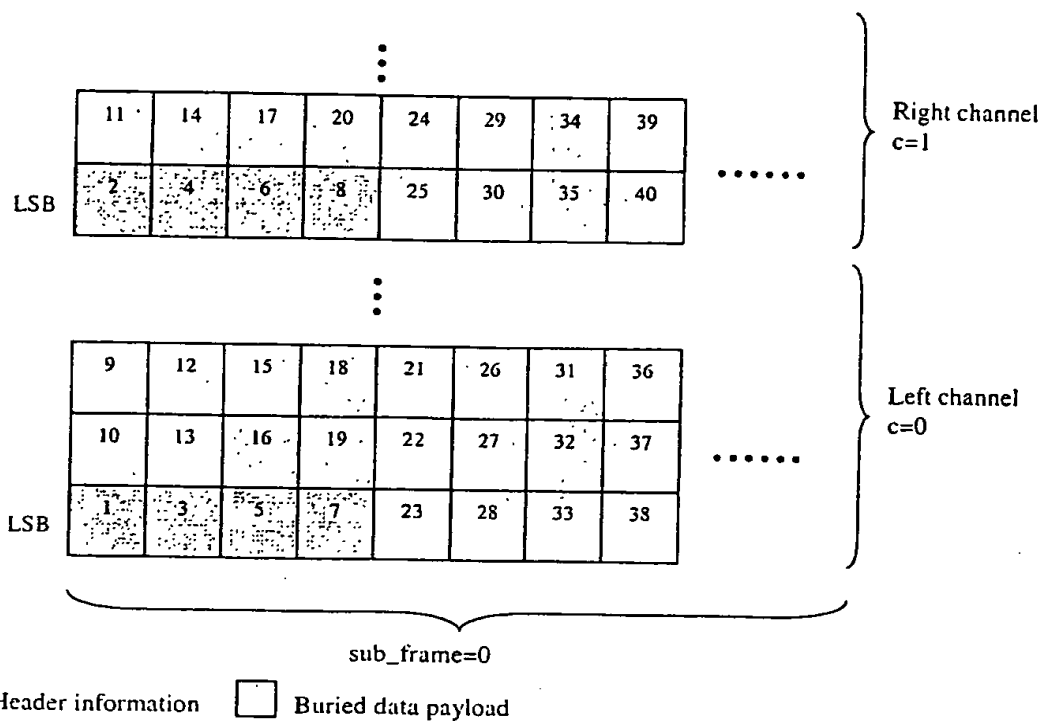 11 14 17 20 24 29 34 39
LSB 2 4 6 8 25 30 35 40
Right channel
c=1
9 12 15 18 21 26 31 36
10 13 16 19 22 27 32 37
LSB 1 3 5 7 23 28 33 38
Left channel
c=0
sub_frame=0
Header information Buried data payload